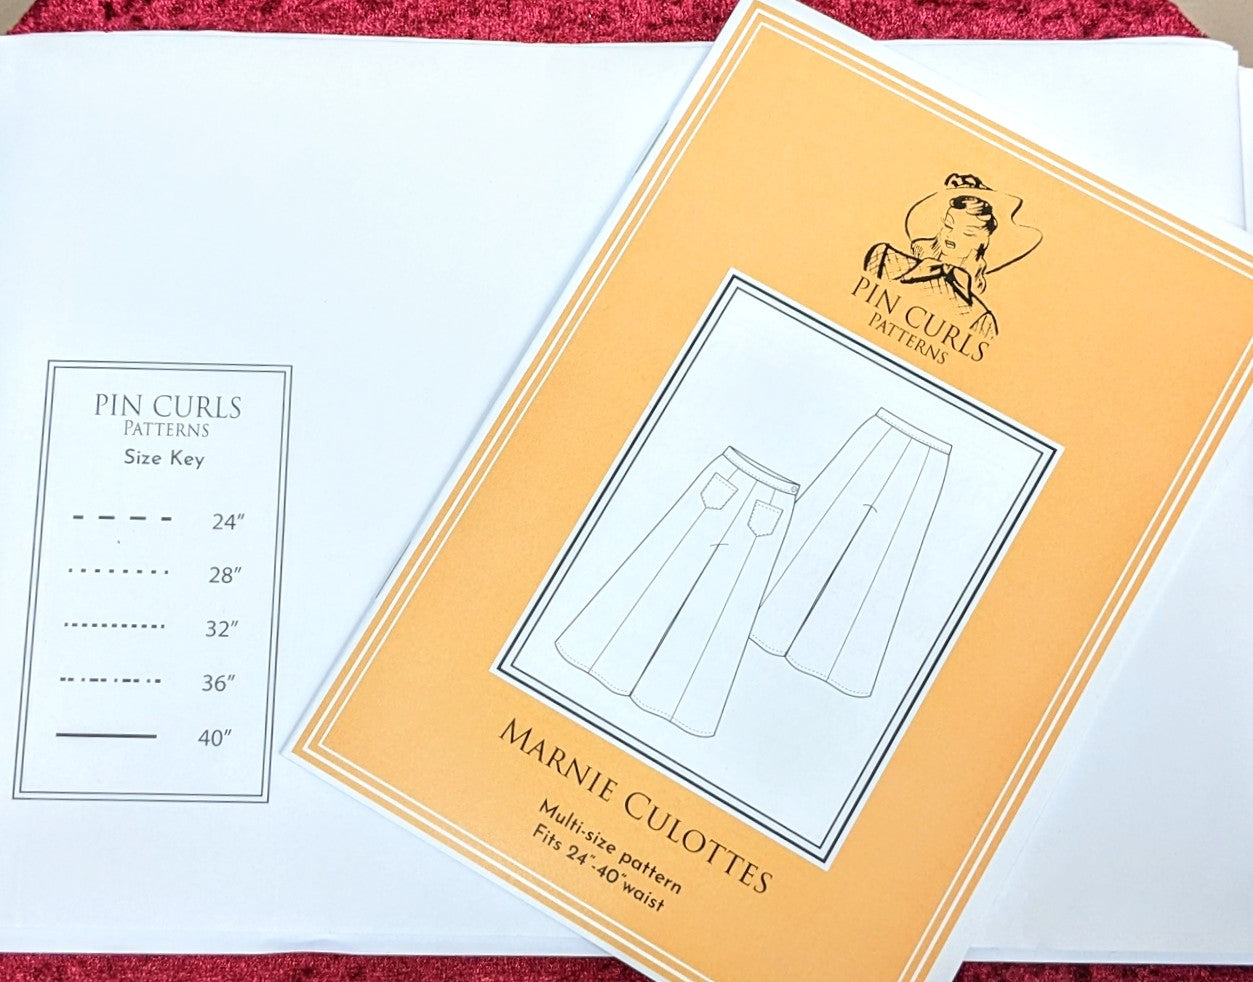 PIN CURLS
PATTERNS
Size Key
24"
28"
32"
36"
40"
PIN CURLS
PATTERNS
MARNIE CULOTTES
Multi-size pattern
Fits 24"-40"waist